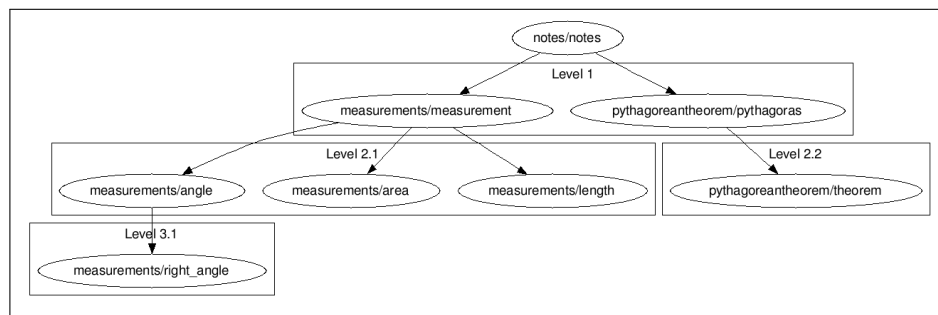 notes/notes
Level 1
measurements/measurement
pythagoreantheorem/pythagoras
Level 2.1
measurements/angle
measurements/area
measurements/length
Level 2.2
pythagoreantheorem/theorem
Level 3.1
measurements/right_angle